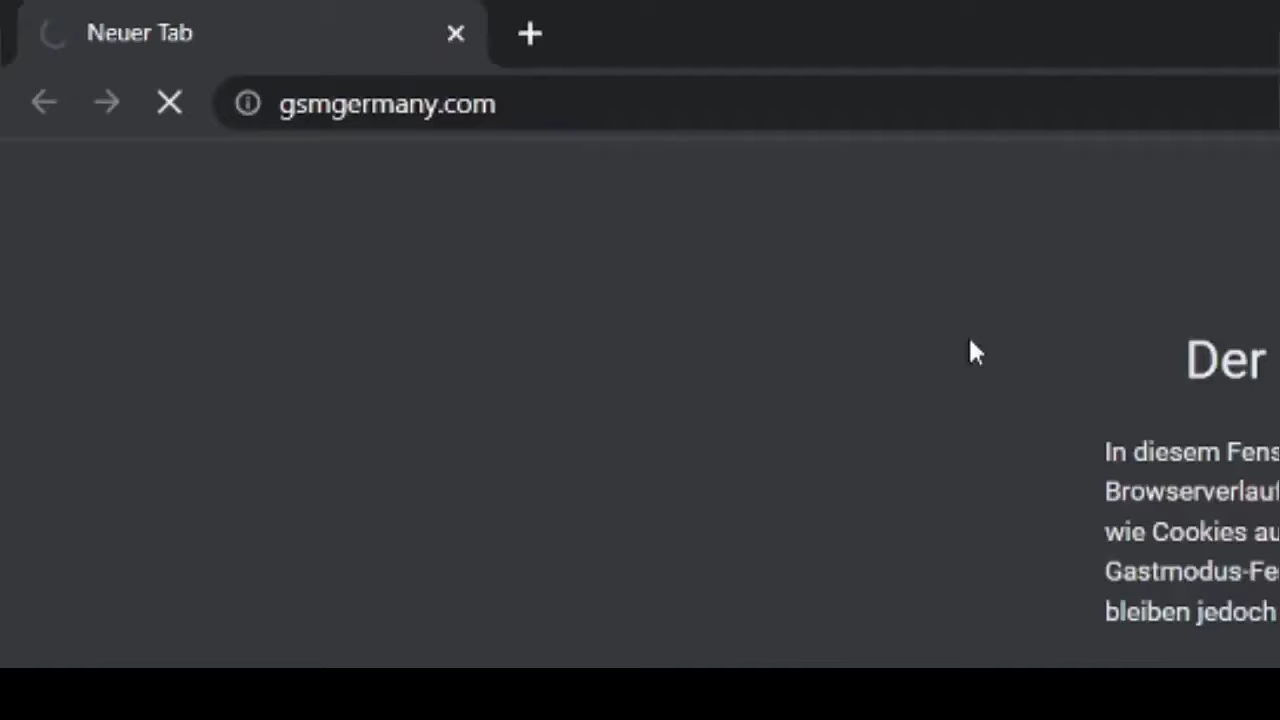 Neuer Tab
gsmgermany.com
Der
In diesem Fens
Browserverlauf
wie Cookies au
Gastmodus-Fe
bleiben jedoch